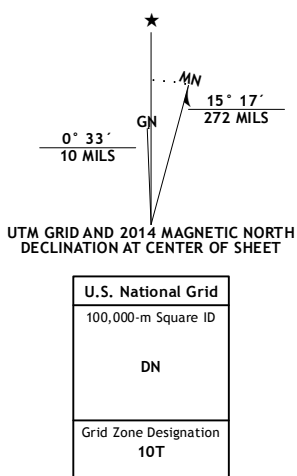 MN
GN
15° 17´
272 MILS
0° 33´
10 MILS
UTM GRID AND 2014 MAGNETIC NORTH
DECLINATION AT CENTER OF SHEET
U.S. National Grid
100,000-m Square ID
DN
Grid Zone Designation
10T